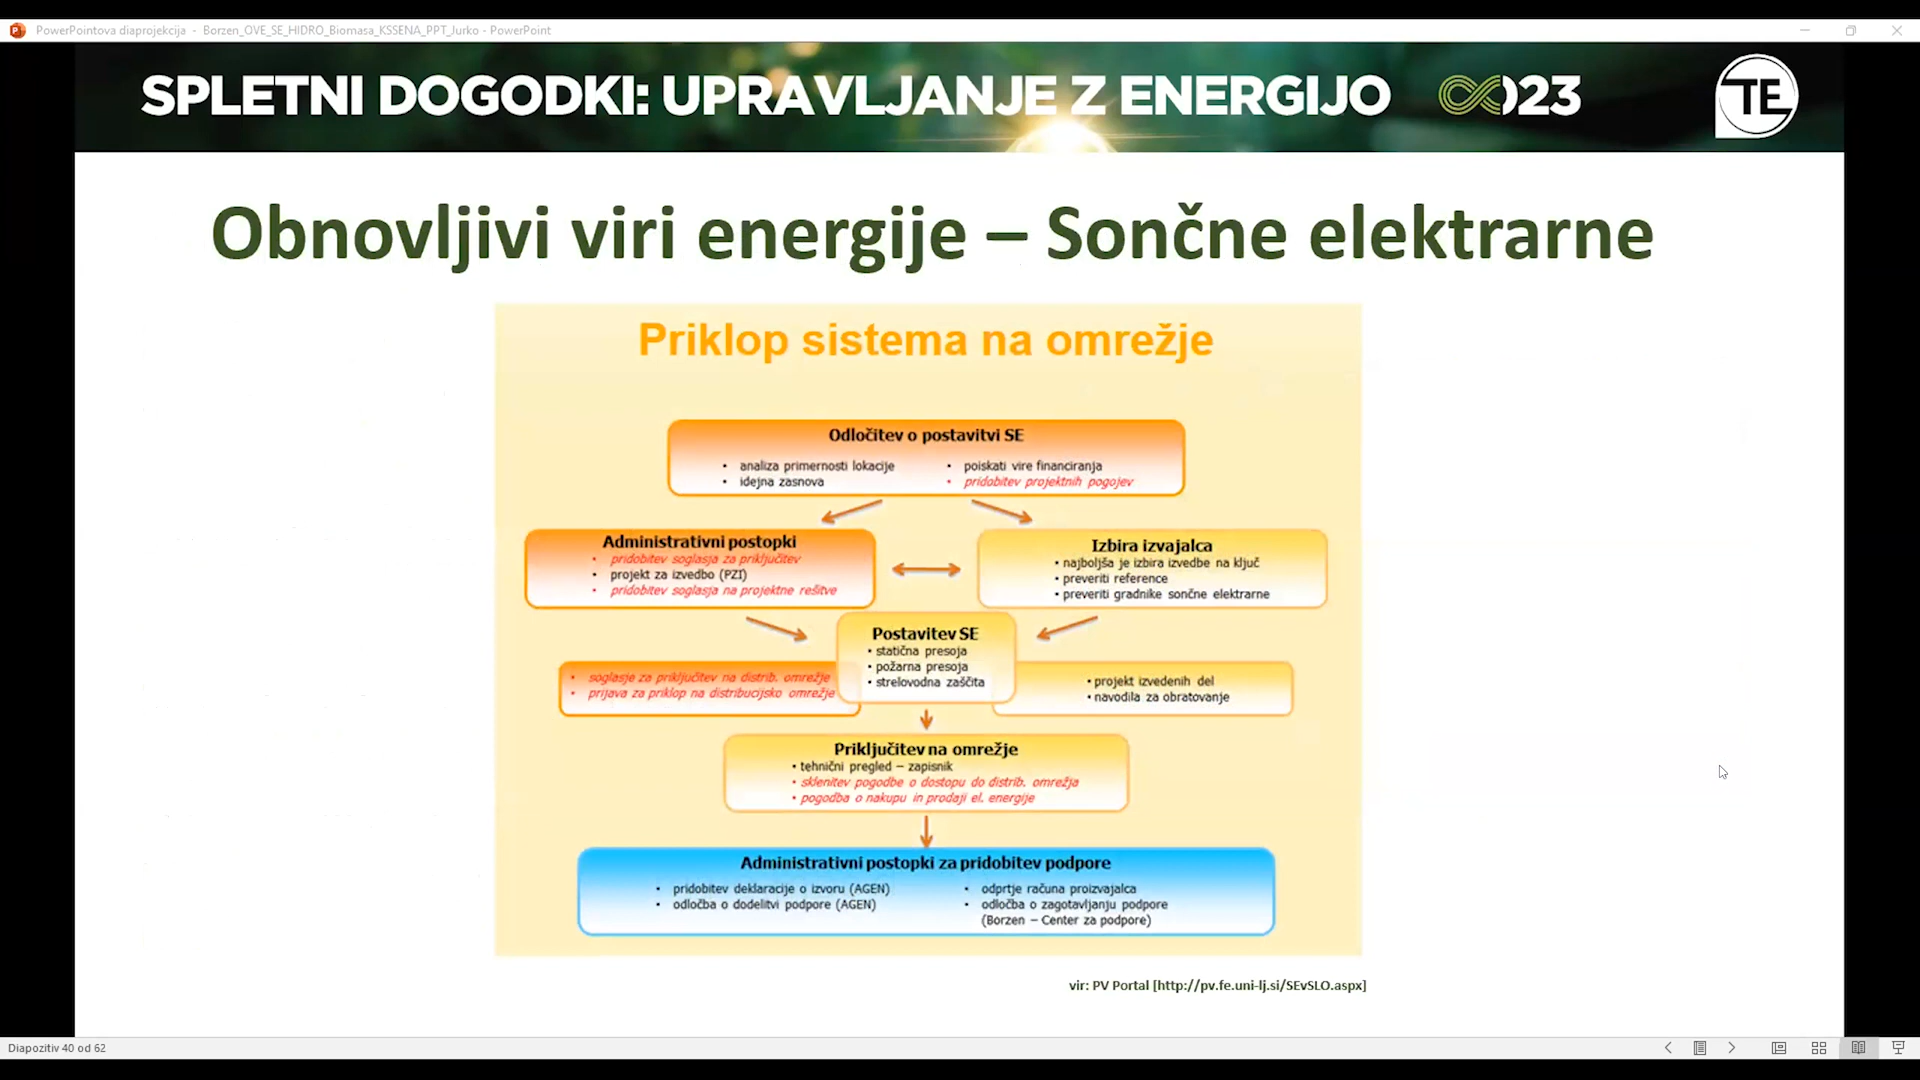 PowerPointova diaprojekcija - Borzen_OVE_SE_HIDRO_Biomasa_KSSENA_PPT_Jurko - PowerPoint
SPLETNI DOGODKI: UPRAVLJANJE Z ENERGIJO 23
TE
Obnovljivi viri energije – Sončne elektrarne
Priklop sistema na omrežje
Odločitev o postavitvi SE
• analiza primernosti lokacije
• idejna zasnova
• poiskati vire financiranja
• pridobitev projektnih pogojev
Administrativni postopki
• pridobitev soglasja za priključitev
• projekt za izvedbo (PZI)
• pridobitev soglasja na projektne rešitve
Izbira izvajalca
• najboljša je izbira izvedbe na ključ
• preveriti reference
• preveriti gradnike sončne elektrarne
Postavitev SE
• statična presoja
• požarna presoja
• strelovodna zaščita
• soglasje za priključitev na distrib. omrežje
• prijava za priklop na distribucijsko omrežje
• projekt izvedenih del
• navodila za obratovanje
Priključitev na omrežje
• tehnični pregled – zapisnik
• sklenitev pogodbe o dostopu do distrib. omrežja
• pogodba o nakupu in prodaji el. energije
Administrativni postopki za pridobitev podpore
• pridobitev deklaracije o izvoru (AGEN)
• odločba o dodelitvi podpore (AGEN)
• odprtje računa proizvajalca
• odločba o zagotavljanju podpore
(Borzen – Center za podpore)
vir: PV Portal [http://pv.fe.uni-lj.si/SEvSLO.aspx]
Diapozitiv 40 od 62